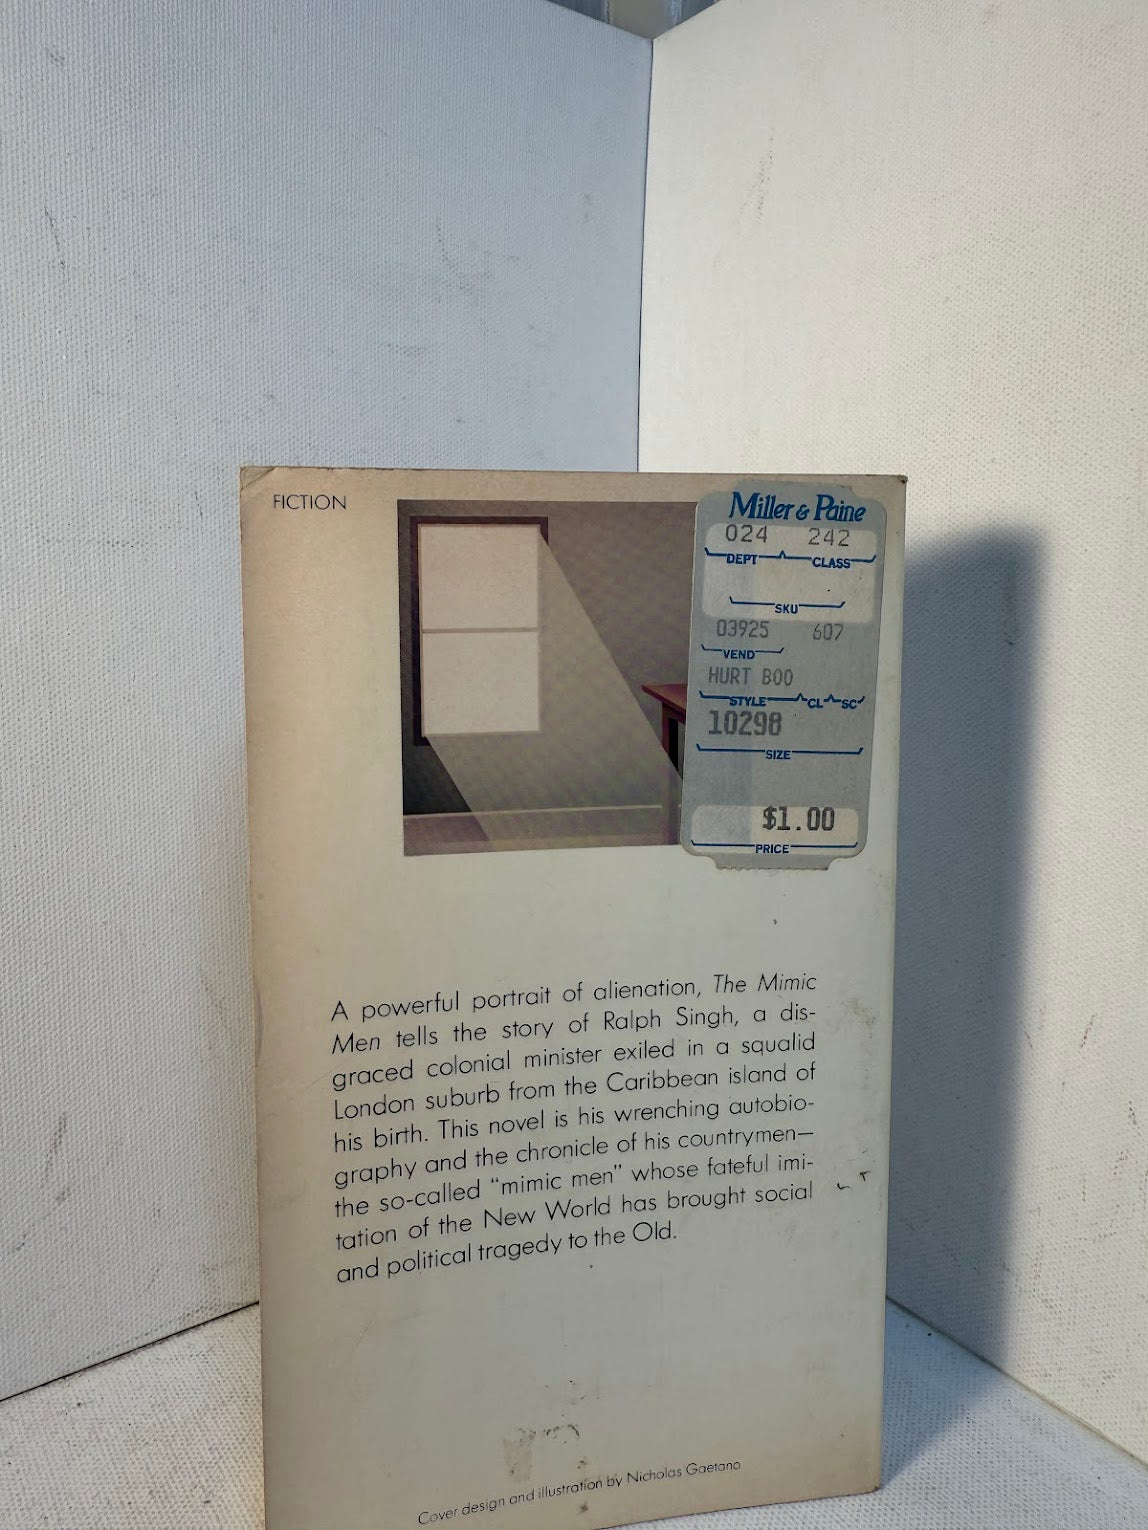 FICTION
Miller & Paine
024 242
DEPT CLASS
SKU
03925 607
VEND
HURT BOO
STYLE CL SC
10298
SIZE
$1.00
PRICE
A powerful portrait of alienation, The Mimic
Men tells the story of Ralph Singh, a dis-
graced colonial minister exiled in a squalid
London suburb from the Caribbean island of
his birth. This novel is his wrenching autobio-
graphy and the chronicle of his countrymen—
the so-called “mimic men” whose fateful imi-
tation of the New World has brought social
and political tragedy to the Old.
Cover design and illustration by Nicholas Gaetano